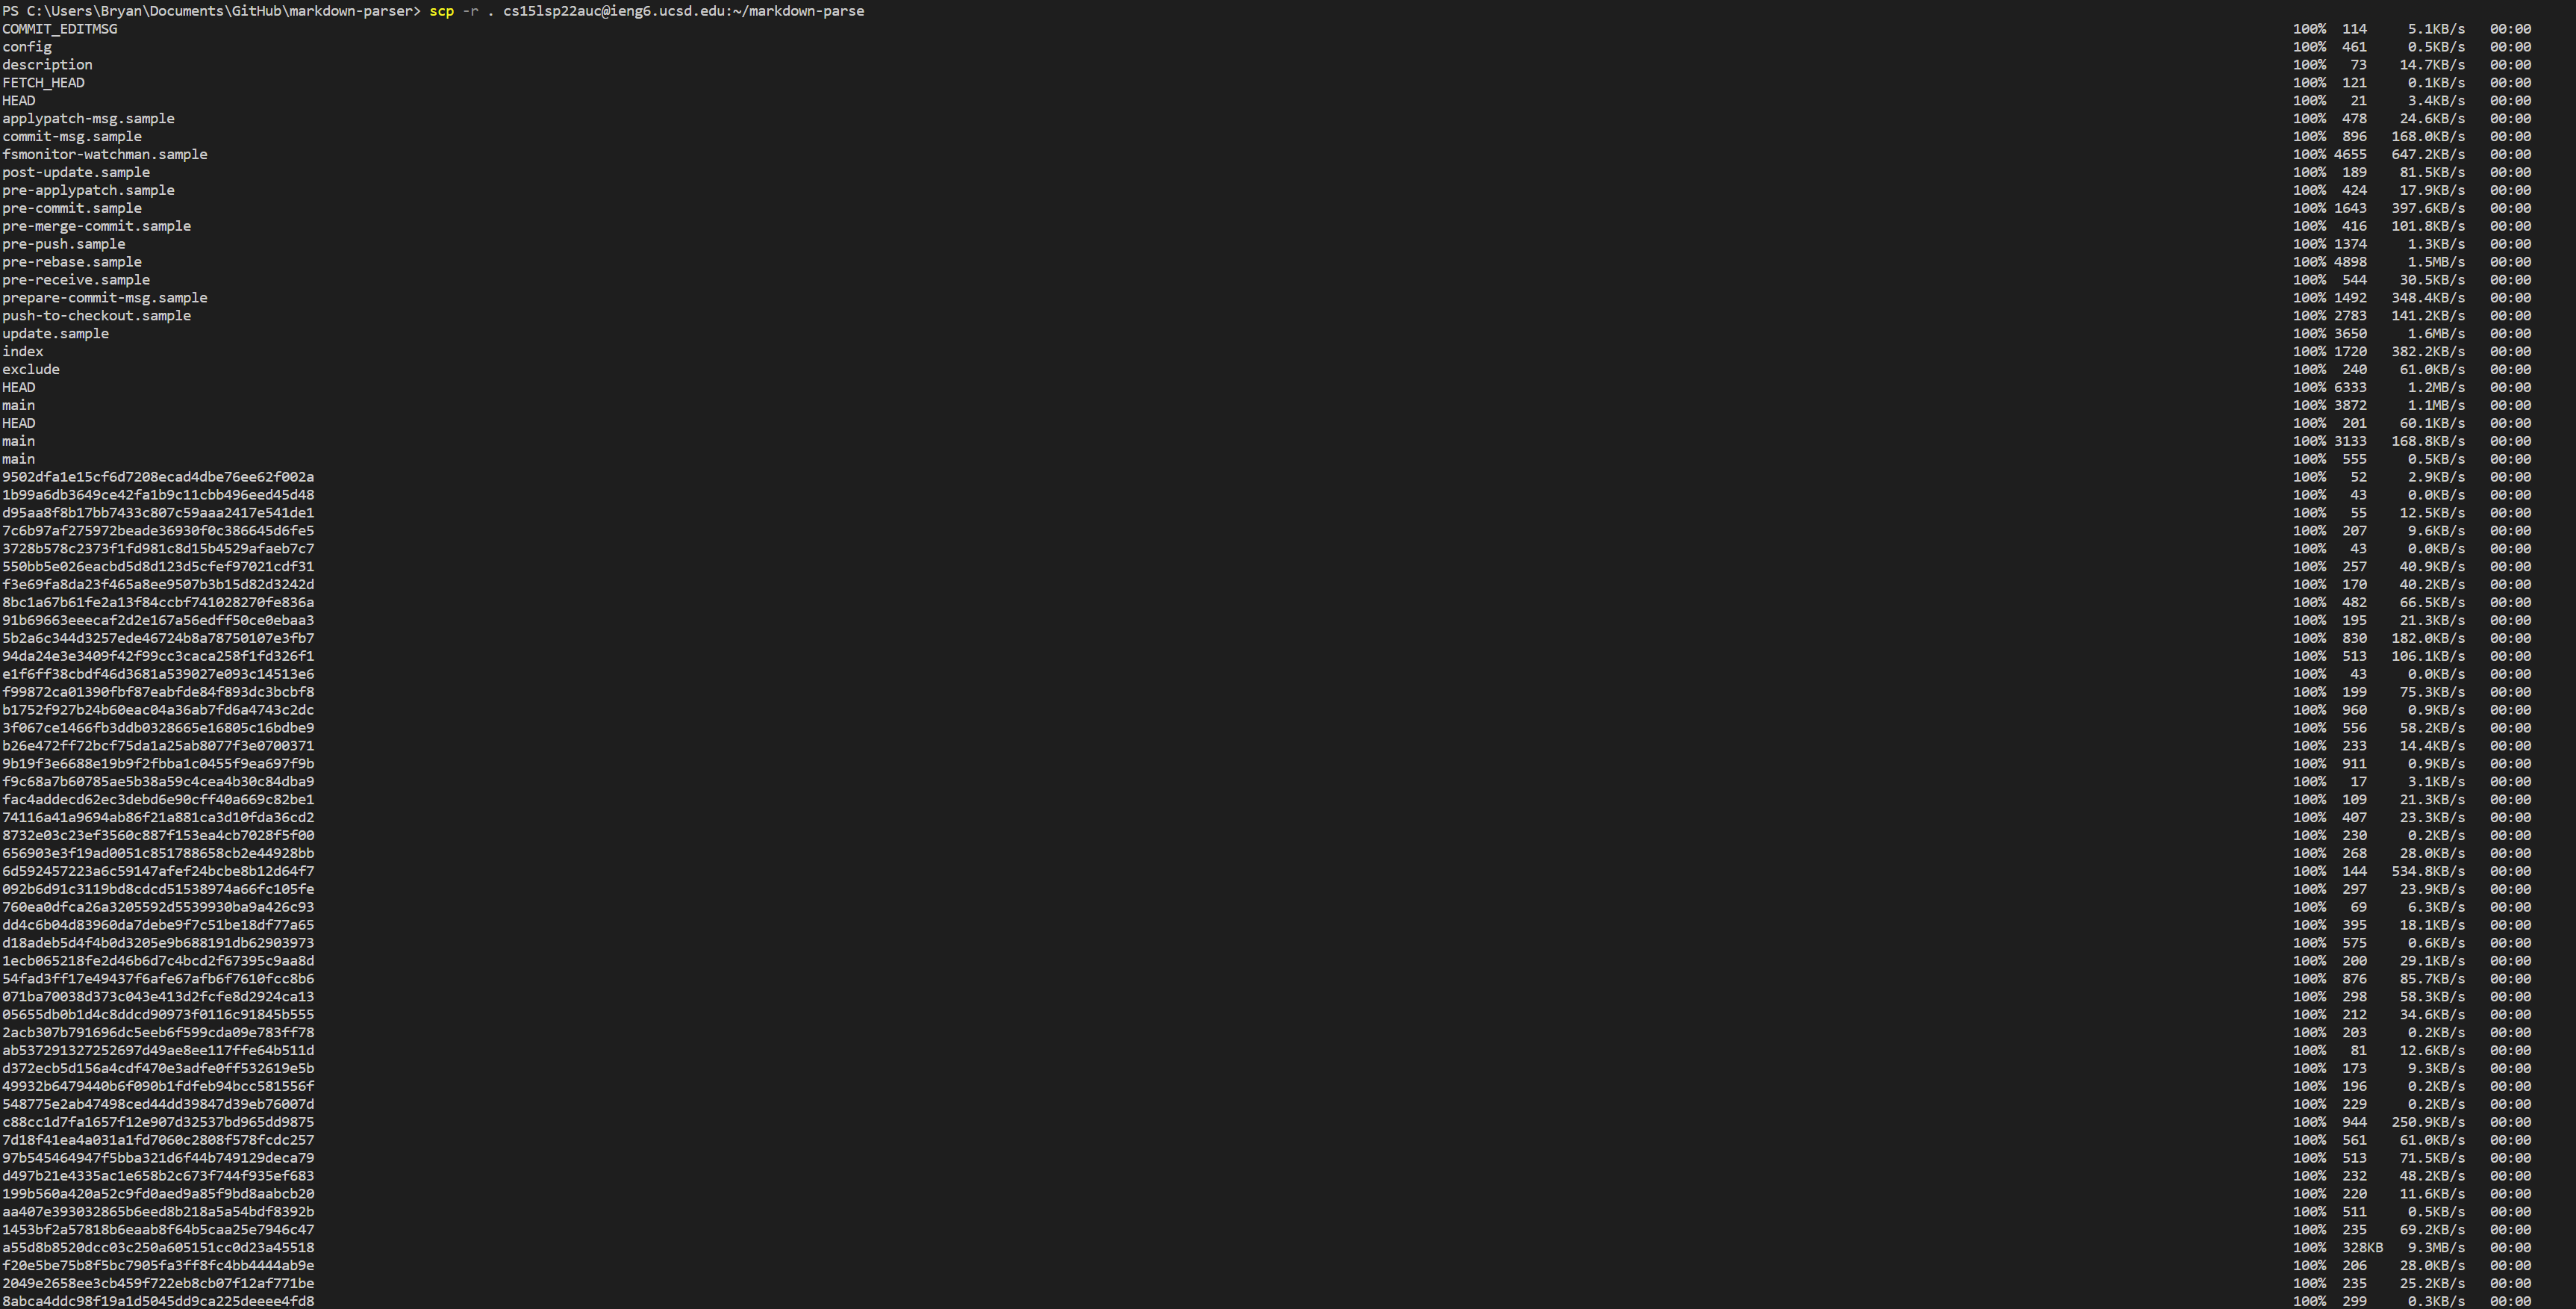 PS C:\Users\Bryan\Documents\GitHub\markdown-parser> scp -r . cs15lsp22auc@ieng6.ucsd.edu:~/markdown-parse
COMMIT_EDITMSG 100% 114 5.1KB/s 00:00
config 100% 461 0.5KB/s 00:00
description 100% 73 14.7KB/s 00:00
FETCH_HEAD 100% 121 0.1KB/s 00:00
HEAD 100% 21 3.4KB/s 00:00
applypatch-msg.sample 100% 478 24.6KB/s 00:00
commit-msg.sample 100% 896 168.0KB/s 00:00
fsmonitor-watchman.sample 100% 4655 647.2KB/s 00:00
post-update.sample 100% 189 81.5KB/s 00:00
pre-applypatch.sample 100% 424 17.9KB/s 00:00
pre-commit.sample 100% 1643 397.6KB/s 00:00
pre-merge-commit.sample 100% 416 101.8KB/s 00:00
pre-push.sample 100% 1374 1.3KB/s 00:00
pre-rebase.sample 100% 4898 1.5MB/s 00:00
pre-receive.sample 100% 544 30.5KB/s 00:00
prepare-commit-msg.sample 100% 1492 348.4KB/s 00:00
push-to-checkout.sample 100% 2783 141.2KB/s 00:00
update.sample 100% 3650 1.6MB/s 00:00
index 100% 1720 382.2KB/s 00:00
exclude 100% 240 61.0KB/s 00:00
HEAD 100% 6333 1.2MB/s 00:00
main 100% 3872 1.1MB/s 00:00
HEAD 100% 201 60.1KB/s 00:00
main 100% 3133 168.8KB/s 00:00
main 100% 555 0.5KB/s 00:00
9502dfa1e15cf6d7208ecad4dbe76ee62f002a 100% 52 2.9KB/s 00:00
1b99a6db3649ce42fa1b9c11cbb496eed45d48 100% 43 0.0KB/s 00:00
d95aa8f8b17bb7433c807c59aaa2417e541de1 100% 55 12.5KB/s 00:00
7c6b97af275972beade36930f0c386645d6fe5 100% 207 9.6KB/s 00:00
3728b578c2373f1fd981c8d15b4529afaeb7c7 100% 43 0.0KB/s 00:00
550bb5e026eacbd5d8d123d5cfef97021cdf31 100% 257 40.9KB/s 00:00
f3e69fa8da23f465a8ee9507b3b15d82d3242d 100% 170 40.2KB/s 00:00
8bc1a67b61fe2a13f84ccbf741028270fe836a 100% 482 66.5KB/s 00:00
91b69663eeecaf2d2e167a56edff50ce0ebaa3 100% 195 21.3KB/s 00:00
5b2a6c344d3257ede46724b8a78750107e3fb7 100% 830 182.0KB/s 00:00
94da24e3e3409f42f99cc3caca258f1fd326f1 100% 513 106.1KB/s 00:00
e1f6ff38cbdf46d3681a539027e093c14513e6 100% 43 0.0KB/s 00:00
f99872ca01390fbf87eabfde84f893dc3bcbf8 100% 199 75.3KB/s 00:00
b1752f927b24b60eac04a36ab7fd6a4743c2dc 100% 960 0.9KB/s 00:00
3f067ce1466fb3ddb0328665e16805c16bdbe9 100% 556 58.2KB/s 00:00
b26e472ff72bcf75da1a25ab8077f3e0700371 100% 233 14.4KB/s 00:00
9b19f3e6688e19b9f2fbba1c0455f9ea697f9b 100% 911 0.9KB/s 00:00
f9c68a7b60785ae5b38a59c4cea4b30c84dba9 100% 17 3.1KB/s 00:00
fac4addecd62ec3debd6e90cff40a669c82be1 100% 109 21.3KB/s 00:00
74116a41a9694ab86f21a881ca3d10fda36cd2 100% 407 23.3KB/s 00:00
8732e03c23ef3560c887f153ea4cb7028f5f00 100% 230 0.2KB/s 00:00
656903e3f19ad0051c851788658cb2e44928bb 100% 268 28.0KB/s 00:00
6d592457223a6c59147afef24bcbe8b12d64f7 100% 144 534.8KB/s 00:00
092b6d91c3119bd8cdcd51538974a66fc105fe 100% 297 23.9KB/s 00:00
760ea0dfca26a3205592d5539930ba9a426c93 100% 69 6.3KB/s 00:00
dd4c6b04d83960da7debe9f7c51be18df77a65 100% 395 18.1KB/s 00:00
d18adeb5d4f4b0d3205e9b688191db62903973 100% 575 0.6KB/s 00:00
1ecb065218fe2d46b6d7c4bcd2f67395c9aa8d 100% 200 29.1KB/s 00:00
54fad3ff17e49437f6afe67afb6f7610fcc8b6 100% 876 85.7KB/s 00:00
071ba70038d373c043e413d2fcfe8d2924ca13 100% 298 58.3KB/s 00:00
05655db0b1d4c8ddcd90973f0116c91845b555 100% 212 34.6KB/s 00:00
2acb307b791696dc5eeb6f599cda09e783ff78 100% 203 0.2KB/s 00:00
ab537291327252697d49ae8ee117ffe64b511d 100% 81 12.6KB/s 00:00
d372ecb5d156a4cdf470e3adfe0ff532619e5b 100% 173 9.3KB/s 00:00
49932b6479440b6f090b1fdfeb94bcc581556f 100% 196 0.2KB/s 00:00
548775e2ab47498ced44dd39847d39eb76007d 100% 229 0.2KB/s 00:00
c88cc1d7fa1657f12e907d32537bd965dd9875 100% 944 250.9KB/s 00:00
7d18f41ea4a031a1fd7060c2808f578fcdc257 100% 561 61.0KB/s 00:00
97b545464947f5bba321d6f44b749129deca79 100% 513 71.5KB/s 00:00
d497b21e4335ac1e658b2c673f744f935ef683 100% 232 48.2KB/s 00:00
199b560a420a52c9fd0aed9a85f9bd8aabcb20 100% 220 11.6KB/s 00:00
aa407e393032865b6eed8b218a5a54bdf8392b 100% 511 0.5KB/s 00:00
1453bf2a57818b6eaab8f64b5caa25e7946c47 100% 235 69.2KB/s 00:00
a55d8b8520dcc03c250a605151cc0d23a45518 100% 328KB 9.3MB/s 00:00
f20e5be75b8f5bc7905fa3ff8fc4bb4444ab9e 100% 206 28.0KB/s 00:00
2049e2658ee3cb459f722eb8cb07f12af771be 100% 235 25.2KB/s 00:00
8abca4ddc98f19a1d5045dd9ca225deeee4fd8 100% 299 0.3KB/s 00:00